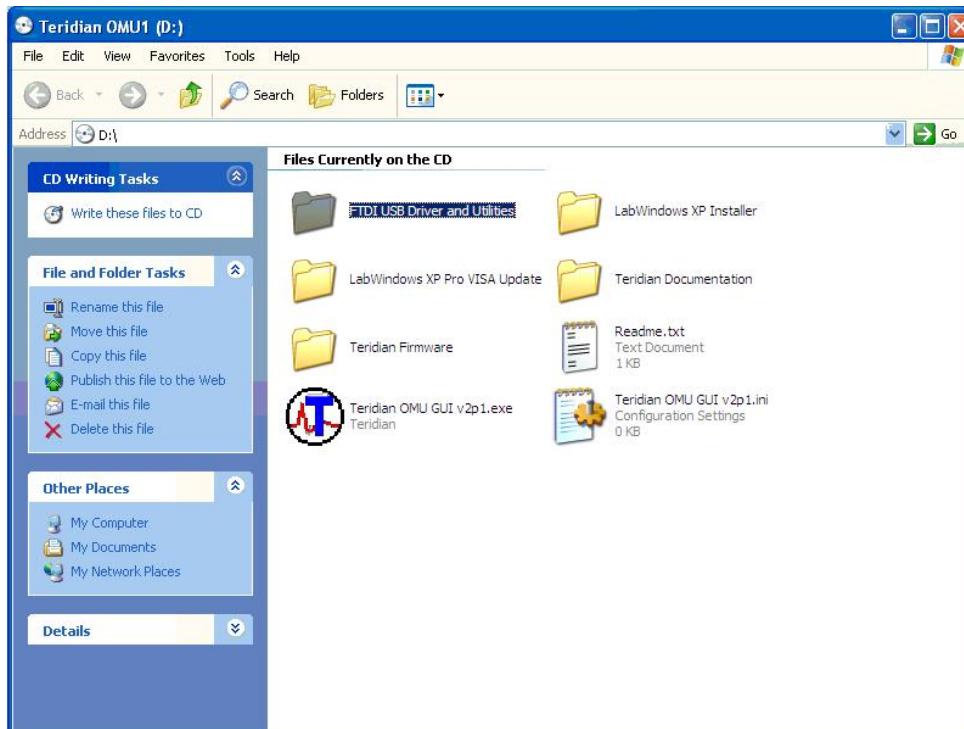 Teridian OMU1 (D:)
File Edit View Favorites Tools Help
Back Search Folders
Address D:\ Go
CD Writing Tasks
Write these files to CD
File and Folder Tasks
Rename this file
Move this file
Copy this file
Publish this file to the Web
E-mail this file
Delete this file
Other Places
My Computer
My Documents
My Network Places
Details
Files Currently on the CD
FTDI USB Driver and Utilities
LabWindows XP Installer
LabWindows XP Pro VISA Update
Teridian Documentation
Teridian Firmware
Readme.txt
Text Document
1 KB
Teridian OMU GUI v2p1.exe
Teridian
Teridian OMU GUI v2p1.ini
Configuration Settings
0 KB